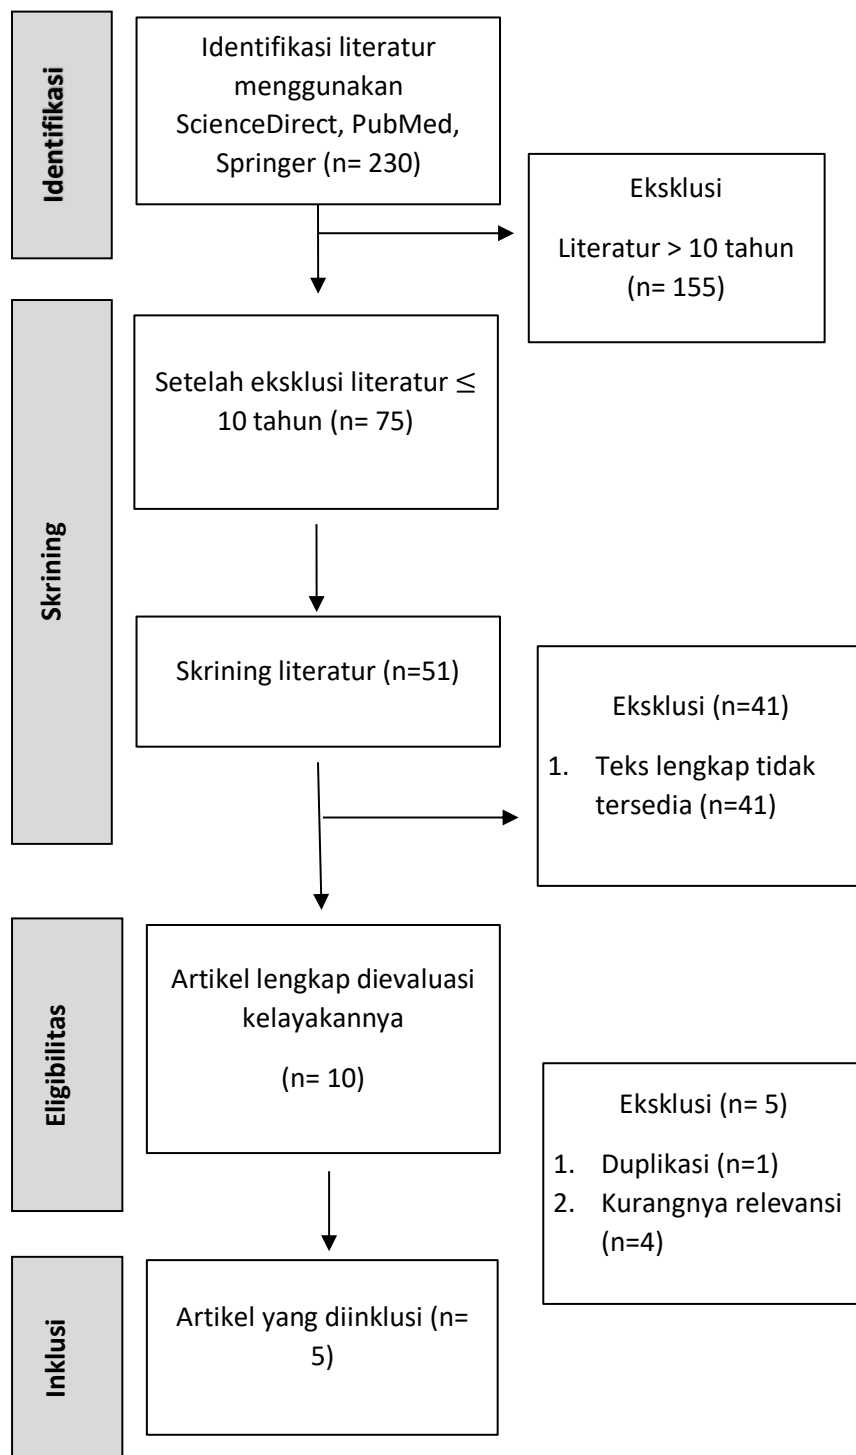 Identifikasi
Identifikasi literatur
menggunakan
ScienceDirect, PubMed,
Springer (n= 230)
Eksklusi
Literatur > 10 tahun
(n= 155)
Skrining
Setelah eksklusi literatur ≤
10 tahun (n= 75)
Skrining literatur (n=51)
Eksklusi (n=41)
1. Teks lengkap tidak
tersedia (n=41)
Eligibilitas
Artikel lengkap dievaluasi
kelayakannya
(n= 10)
Eksklusi (n= 5)
1. Duplikasi (n=1)
2. Kurangnya relevansi
(n=4)
Inklusi
Artikel yang diinklusi (n=
5)